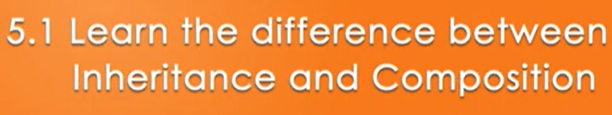 5.1 Learn the difference between
Inheritance and Composition